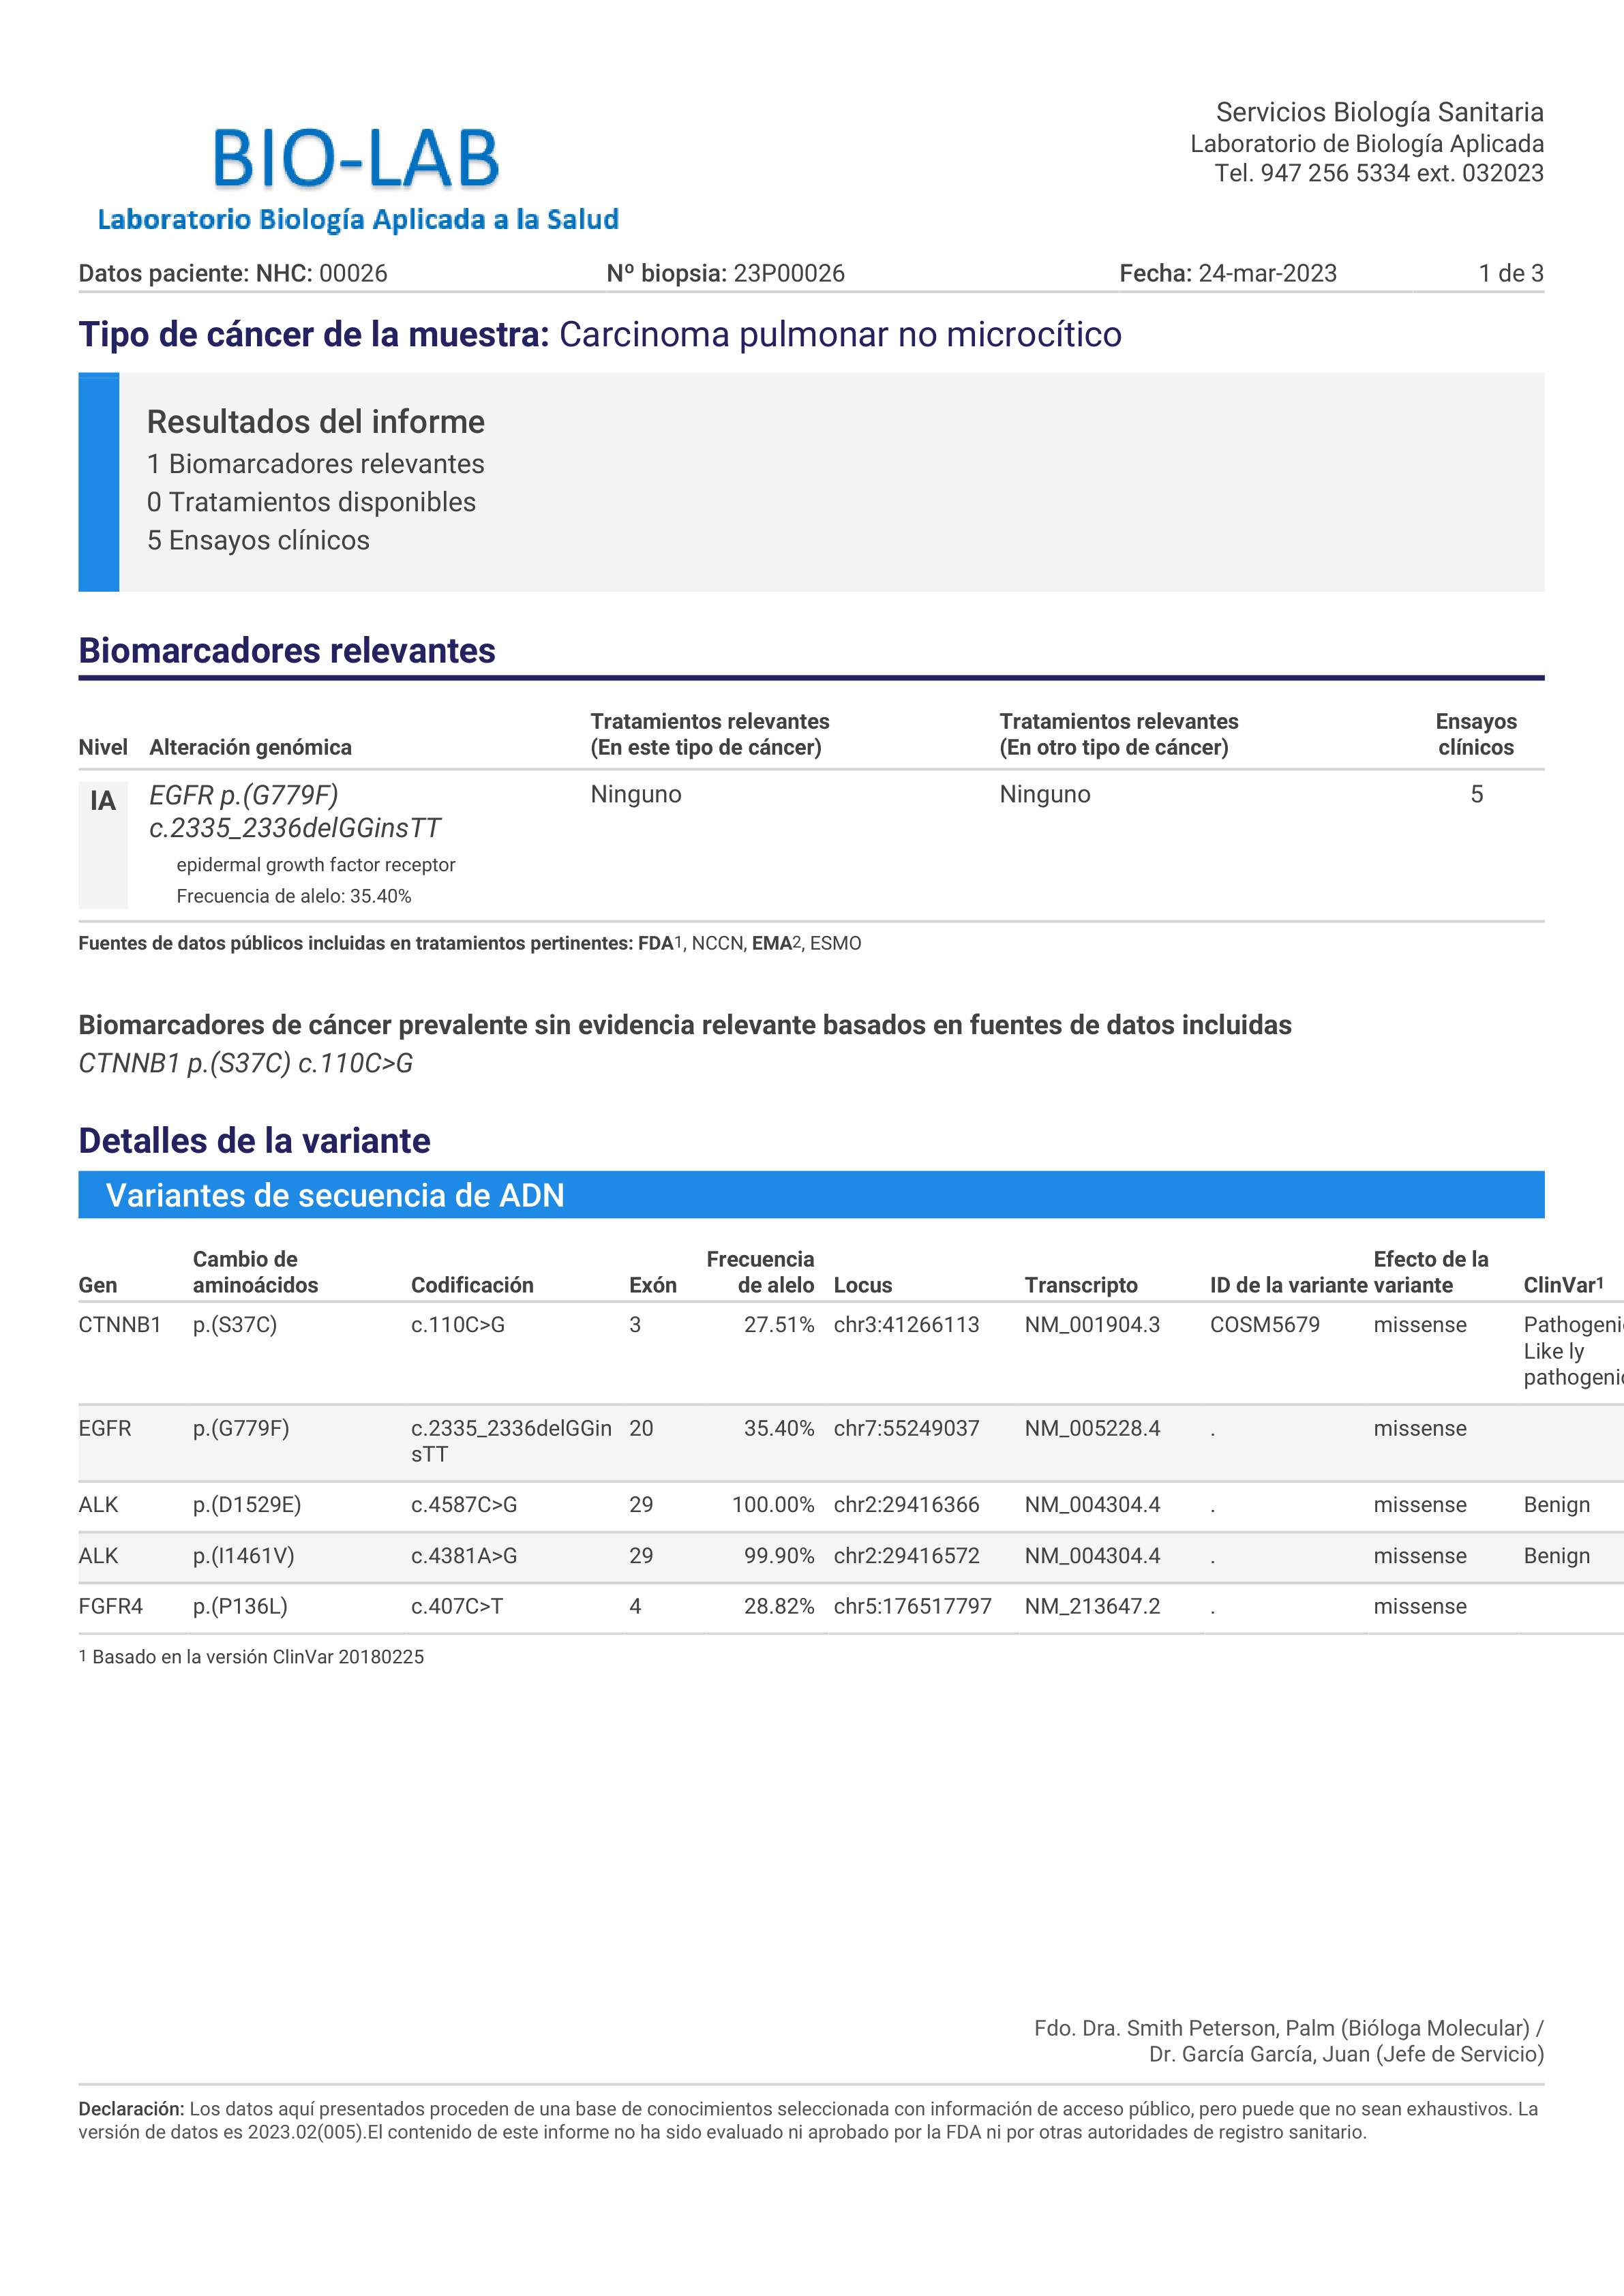 BIO-LAB
Laboratorio Biología Aplicada a la Salud
Servicios Biología Sanitaria
Laboratorio de Biología Aplicada
Tel. 947 256 5334 ext. 032023
Datos paciente: NHC: 00026 Nº biopsia: 23P00026 Fecha: 24-mar-2023 1 de 3
Tipo de cáncer de la muestra: Carcinoma pulmonar no microcítico
Resultados del informe
1 Biomarcadores relevantes
0 Tratamientos disponibles
5 Ensayos clínicos
Biomarcadores relevantes
Tratamientos relevantes Tratamientos relevantes Ensayos
Nivel Alteración genómica (En este tipo de cáncer) (En otro tipo de cáncer) clínicos
IA EGFR p.(G779F) Ninguno Ninguno 5
c.2335_2336delGGinsTT
epidermal growth factor receptor
Frecuencia de alelo: 35.40%
Fuentes de datos públicos incluidas en tratamientos pertinentes: FDA1, NCCN, EMA2, ESMO
Biomarcadores de cáncer prevalente sin evidencia relevante basados en fuentes de datos incluidas
CTNNB1 p.(S37C) c.110C>G
Detalles de la variante
Variantes de secuencia de ADN
Cambio de Frecuencia Efecto de la
Gen aminoácidos Codificación Exón de alelo Locus Transcripto ID de la variante variante ClinVar1
CTNNB1 p.(S37C) c.110C>G 3 27.51% chr3:41266113 NM_001904.3 COSM5679 missense Pathogeni
Like ly
pathogeni
EGFR p.(G779F) c.2335_2336delGGin 20 35.40% chr7:55249037 NM_005228.4 . missense
sTT
ALK p.(D1529E) c.4587C>G 29 100.00% chr2:29416366 NM_004304.4 . missense Benign
ALK p.(I1461V) c.4381A>G 29 99.90% chr2:29416572 NM_004304.4 . missense Benign
FGFR4 p.(P136L) c.407C>T 4 28.82% chr5:176517797 NM_213647.2 . missense
1 Basado en la versión ClinVar 20180225
Fdo. Dra. Smith Peterson, Palm (Bióloga Molecular) /
Dr. García García, Juan (Jefe de Servicio)
Declaración: Los datos aquí presentados proceden de una base de conocimientos seleccionada con información de acceso público, pero puede que no sean exhaustivos. La
versión de datos es 2023.02(005).El contenido de este informe no ha sido evaluado ni aprobado por la FDA ni por otras autoridades de registro sanitario.